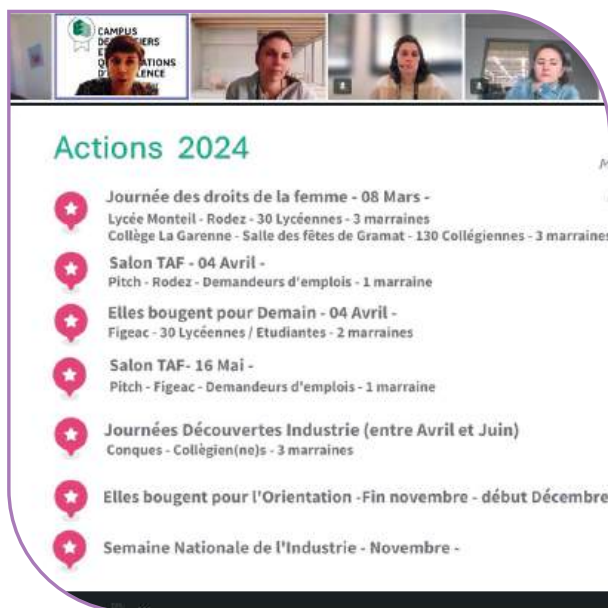 CAMPUS
Actions 2024
Journée des droits de la femme - 08 Mars -
Lycée Monteil - Rodez - 30 Lycéennes - 3 marraines
Collège La Garenne - Salle des fêtes de Gramat - 130 Collégiennes - 3 marraines
Salon TAF - 04 Avril -
Pitch - Rodez - Demandeurs d'emplois - 1 marraine
Elles bougent pour Demain - 04 Avril -
Figeac - 30 Lycéennes / Etudiantes - 2 marraines
Salon TAF- 16 Mai -
Pitch - Figeac - Demandeurs d'emplois - 1 marraine
Journées Découvertes Industrie (entre Avril et Juin)
Conques - Collègien(ne)s - 3 marraines
Elles bougent pour l'Orientation -Fin novembre - début Décembre
Semaine Nationale de l'Industrie - Novembre -